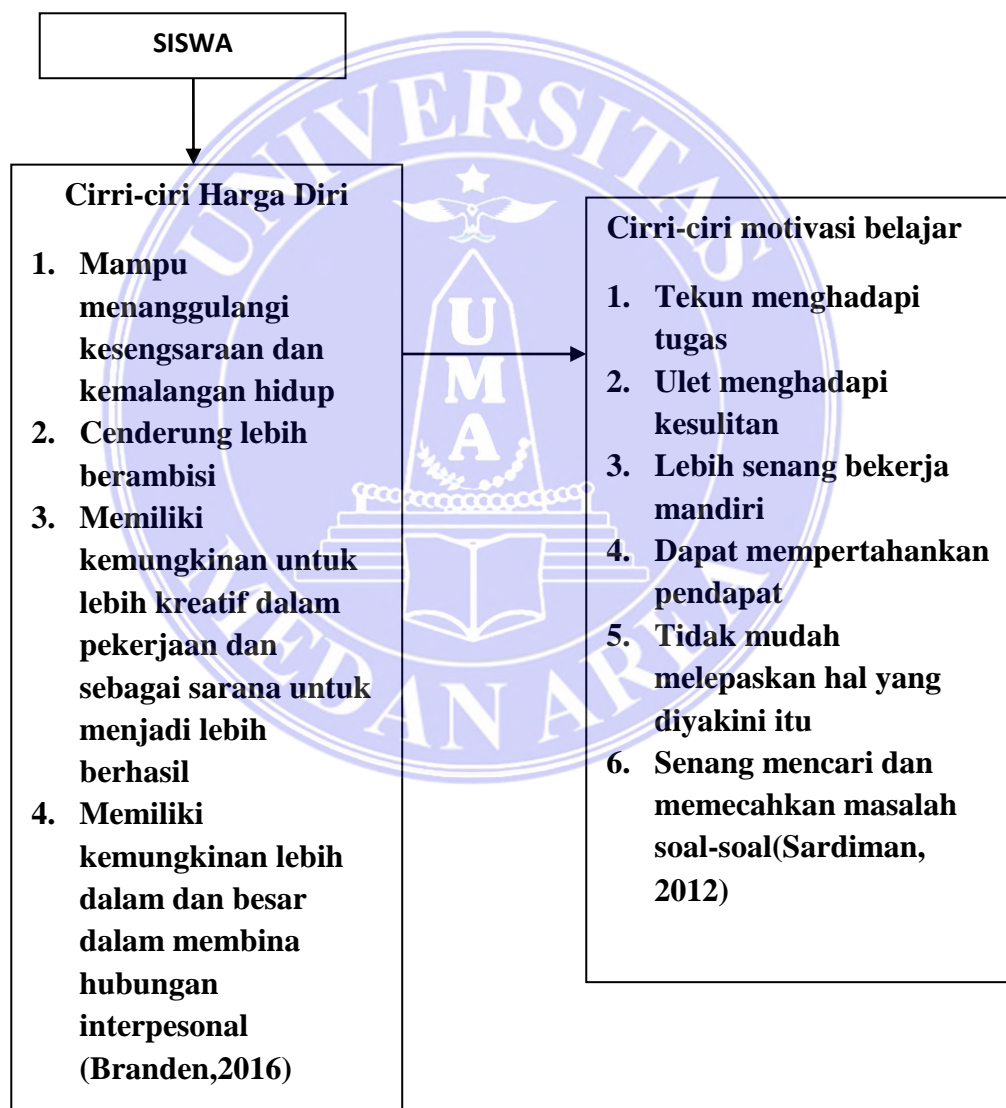 SISWA
Cirri-ciri Harga Diri
1. Mampu
menanggulangi
kesengsaraan dan
kemalangan hidup
2. Cenderung lebih
berambisi
3. Memiliki
kemungkinan untuk
lebih kreatif dalam
pekerjaan dan
sebagai sarana untuk
menjadi lebih
berhasil
4. Memiliki
kemungkinan lebih
dalam dan besar
dalam membina
hubungan
interpesonal
(Branden,2016)
Cirri-ciri motivasi belajar
1. Tekun menghadapi
tugas
2. Ulet menghadapi
kesulitan
3. Lebih senang bekerja
mandiri
4. Dapat mempertahankan
pendapat
5. Tidak mudah
melepaskan hal yang
diyakini itu
6. Senang mencari dan
memecahkan masalah
soal-soal(Sardiman,
2012)
UNIVERSITAS
MEDAN AREA
U
M
A